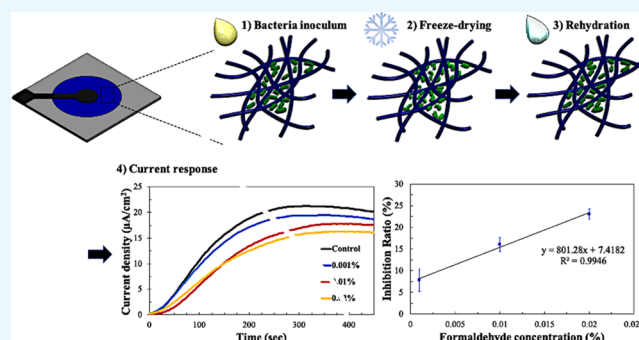 1) Bacteria inoculum
2) Freeze-drying
3) Rehydration
4) Current response
Current density (µA/cm²)
25
20
15
10
5
0
0
100
200
300
400
Time (sec)
Control
0.001%
Inhibition Ratio (%)
30
25
20
15
10
5
0
0.005
0.01
0.015
0.02
0.02
y = 801.28x + 7.4182
R² = 0.9946
Formaldehyde concentration (%)